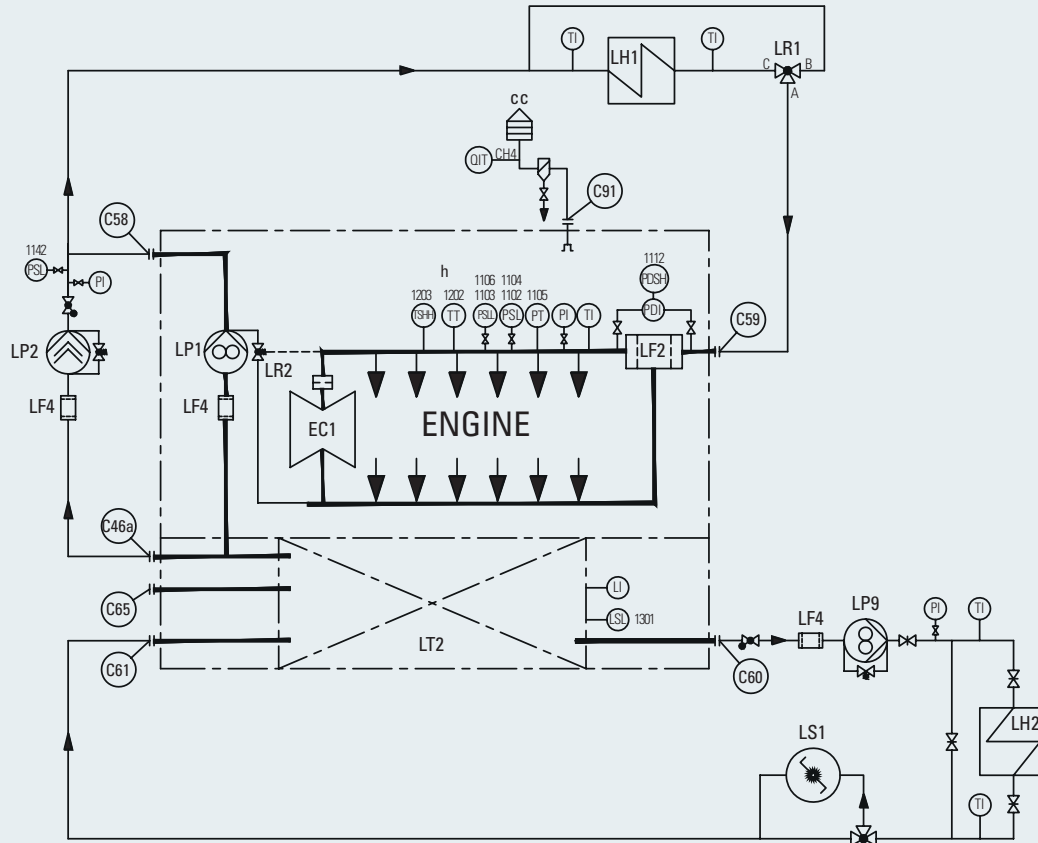 TI
LH1
TI
LR1
C
B
A
CC
QIT
CH4
C91
C58
1142
PSL
PI
h
1112
PDSH
1106
1104
1203
1202
1103
1102
1105
TSHH
TT
PSLL
PSL
PT
PI
TI
PDI
C59
LP2
LP1
LR2
LF2
LF4
LF4
EC1
ENGINE
C46a
C65
LI
LSL
1301
LT2
C61
C60
LF4
LP9
PI
TI
LH2
LS1
TI